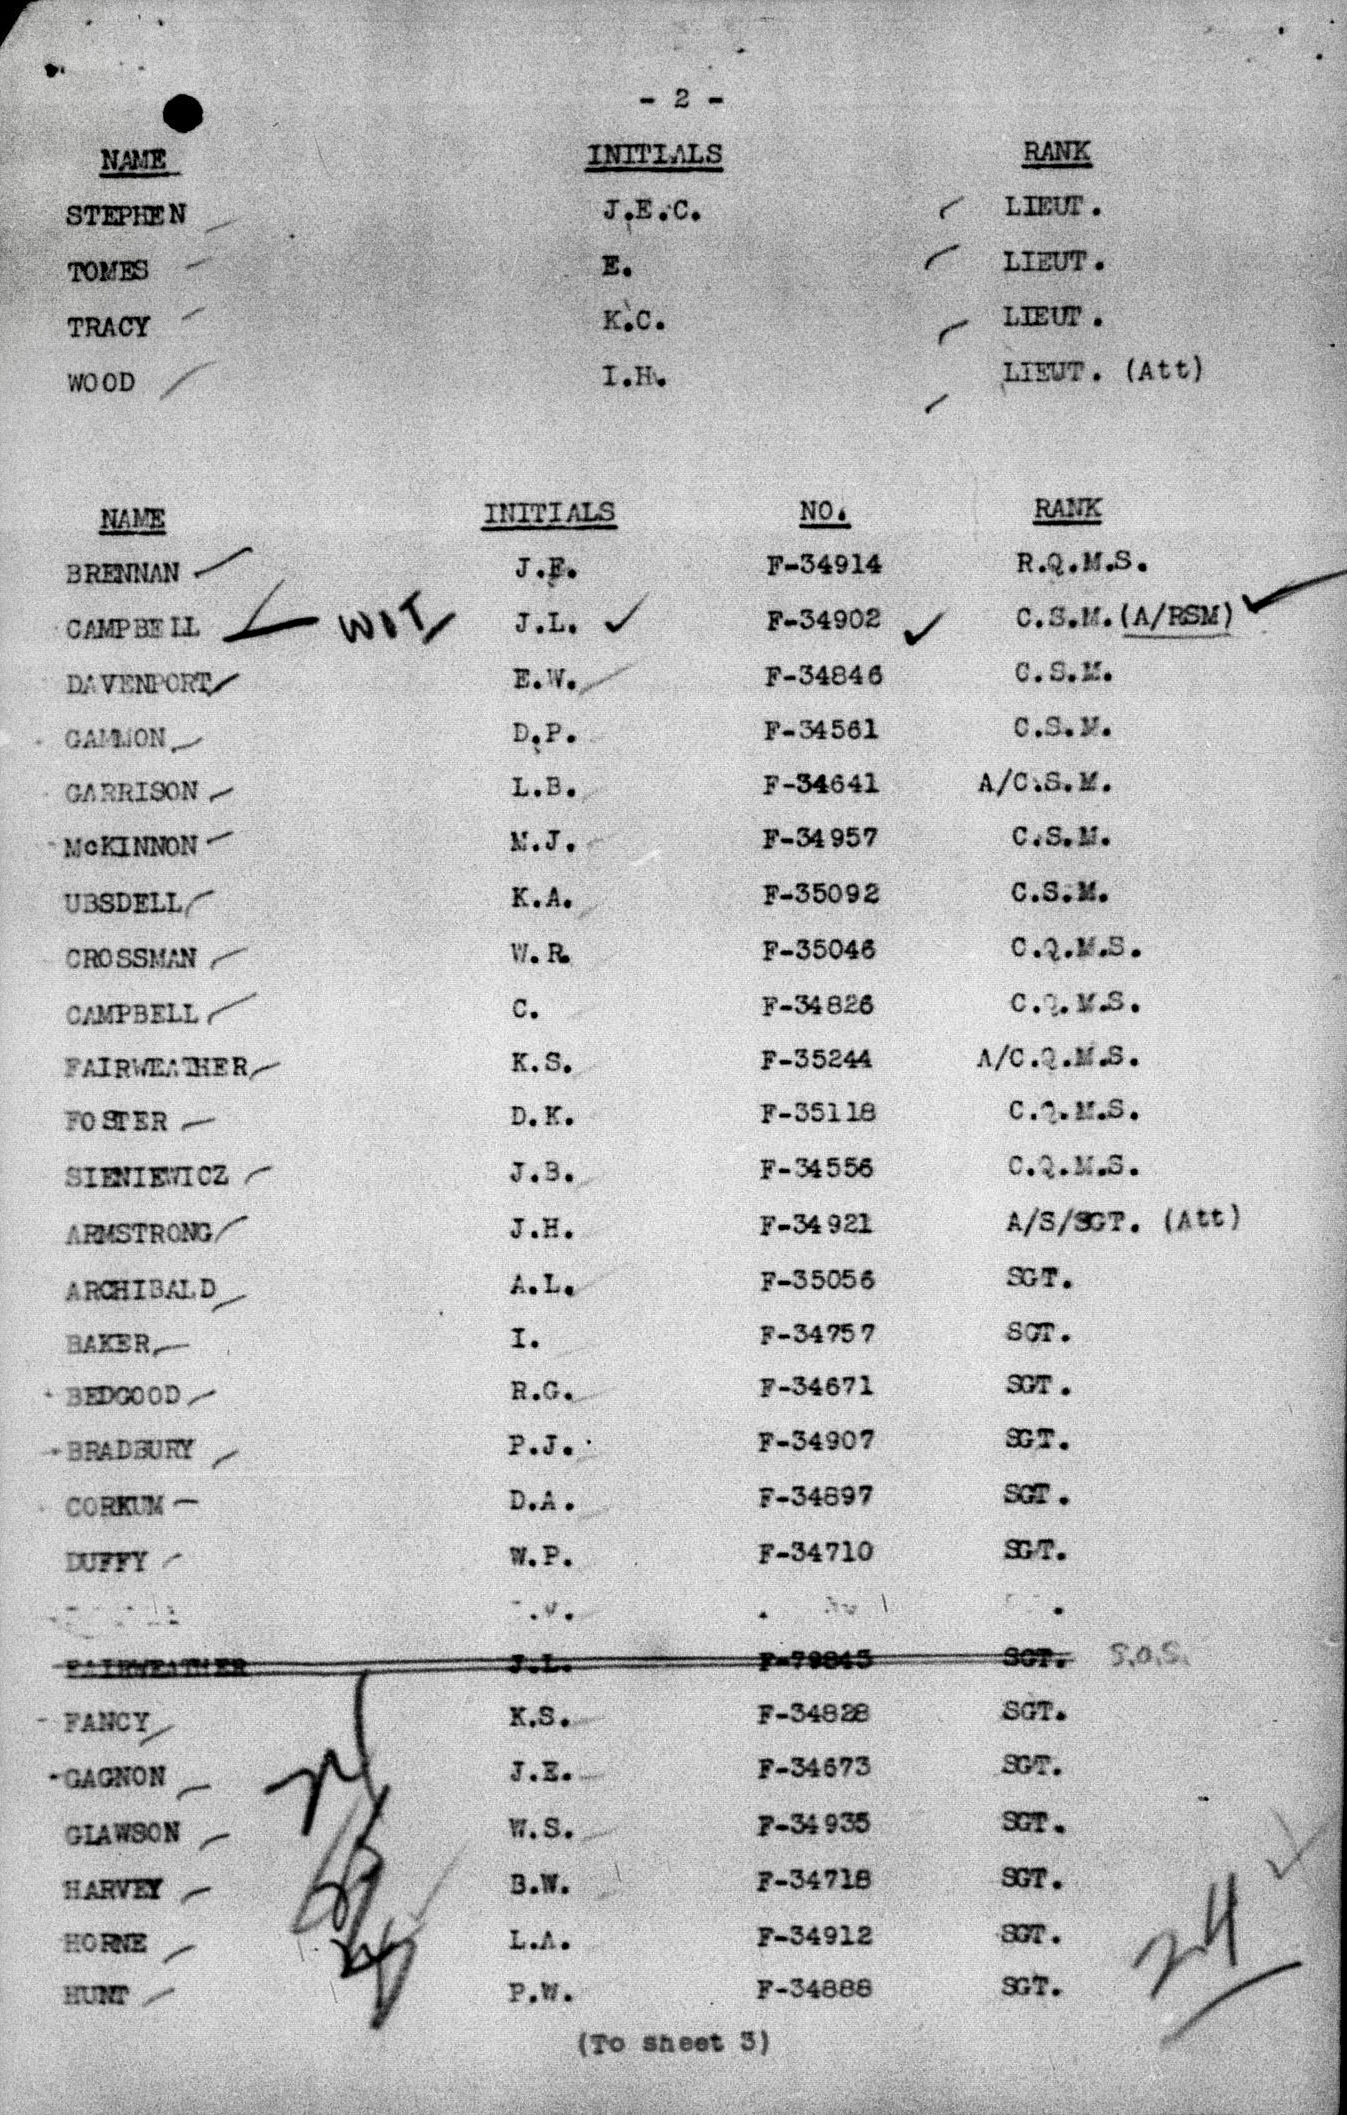 - 2 -
NAME INITIALS RANK
STEPHEN J.E.C. LIEUT.
TOMES E. LIEUT.
TRACY K.C. LIEUT.
WOOD I.H. LIEUT. (Att)
NAME INITIALS NO. RANK
BRENNAN J.E. F-34914 R.Q.M.S.
CAMPBELL WIT J.L. F-34902 C.S.M.(A/RSM)
DAVENPORT E.W. F-34846 C.S.M.
GAMMON D.P. F-34561 C.S.M.
GARRISON L.B. F-34641 A/C.S.M.
McKINNON M.J. F-34957 C.S.M.
UBSDELL K.A. F-35092 C.S.M.
CROSSMAN W.R. F-35046 C.Q.M.S.
CAMPBELL C. F-34826 C.Q.M.S.
FAIRWEATHER K.S. F-35244 A/C.Q.M.S.
FOSTER D.K. F-35118 C.Q.M.S.
SIENIEWICZ J.B. F-34556 C.Q.M.S.
ARMSTRONG J.H. F-34921 A/S/SGT. (Att)
ARCHIBALD A.L. F-35056 SGT.
BAKER I. F-34757 SGT.
BEDGOOD R.G. F-34671 SGT.
BRADBURY P.J. F-34907 SGT.
CORKUM D.A. F-34897 SGT.
DUFFY W.P. F-34710 SGT.
FAIRWEATHER J.L. F-79843 SGT. S.O.S.
FANCY K.S. F-34828 SGT.
GAGNON J.E. F-34673 SGT.
GLAWSON W.S. F-34935 SGT.
HARVEY B.W. F-34718 SGT.
HORNE L.A. F-34912 SGT.
24
HUNT P.W. F-34888 SGT.
(To sheet 3)